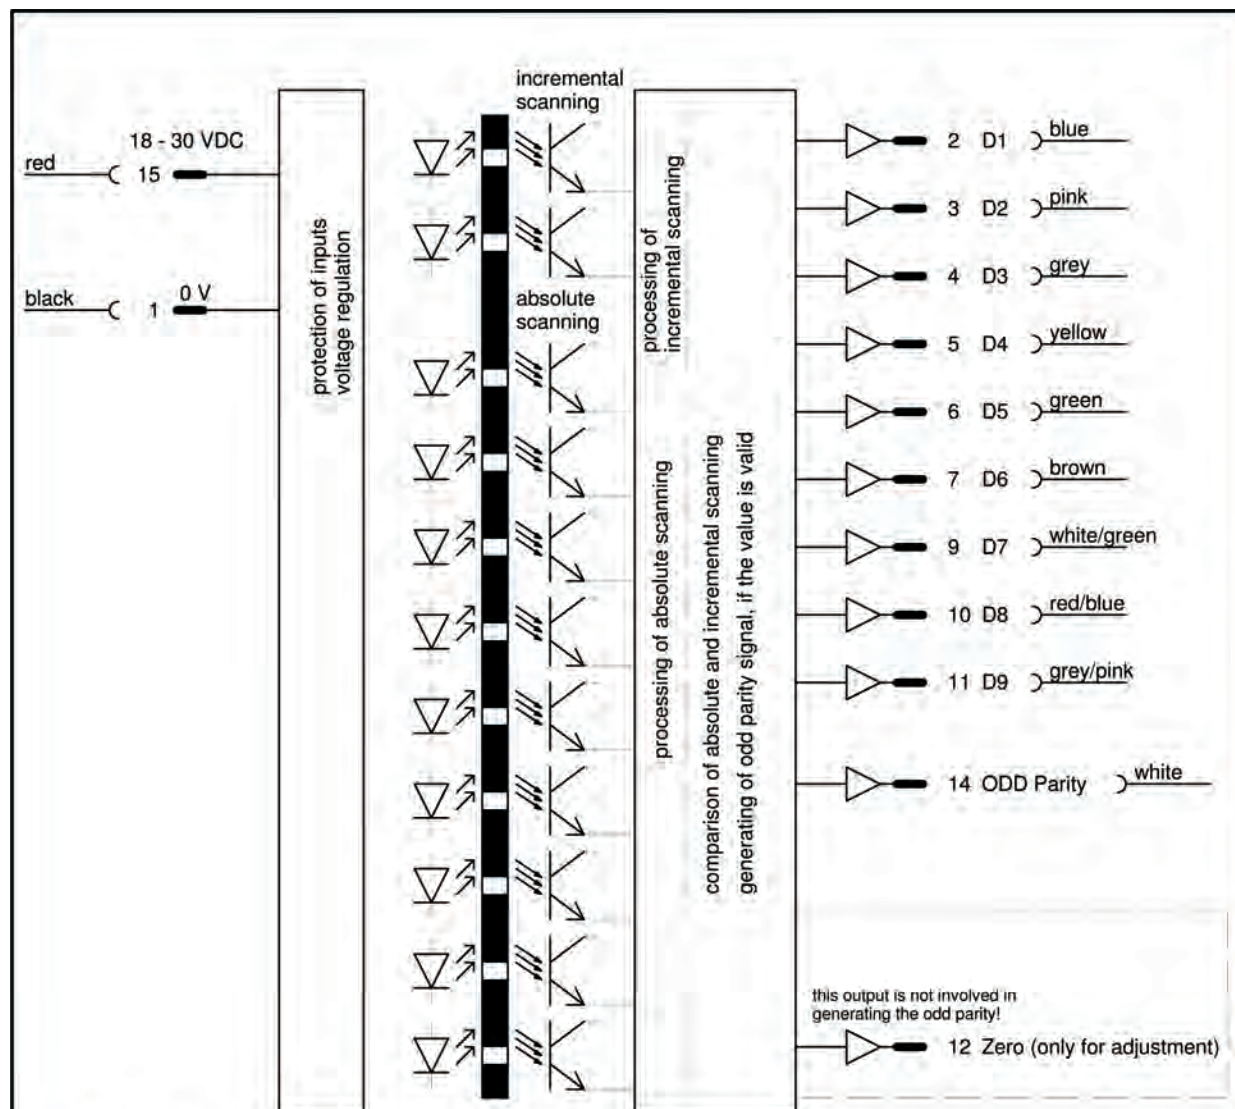 18 - 30 VDC
red
15
black
1
0 V
protection of inputs
voltage regulation
incremental
scanning
absolute
scanning
processing of
incremental scanning
processing of absolute scanning
comparison of absolute and incremental scanning
generating of odd parity signal, if the value is valid
2 D1 blue
3 D2 pink
4 D3 grey
5 D4 yellow
6 D5 green
7 D6 brown
9 D7 white/green
10 D8 red/blue
11 D9 grey/pink
14 ODD Parity white
this output is not involved in
generating the odd parity!
12 Zero (only for adjustment)